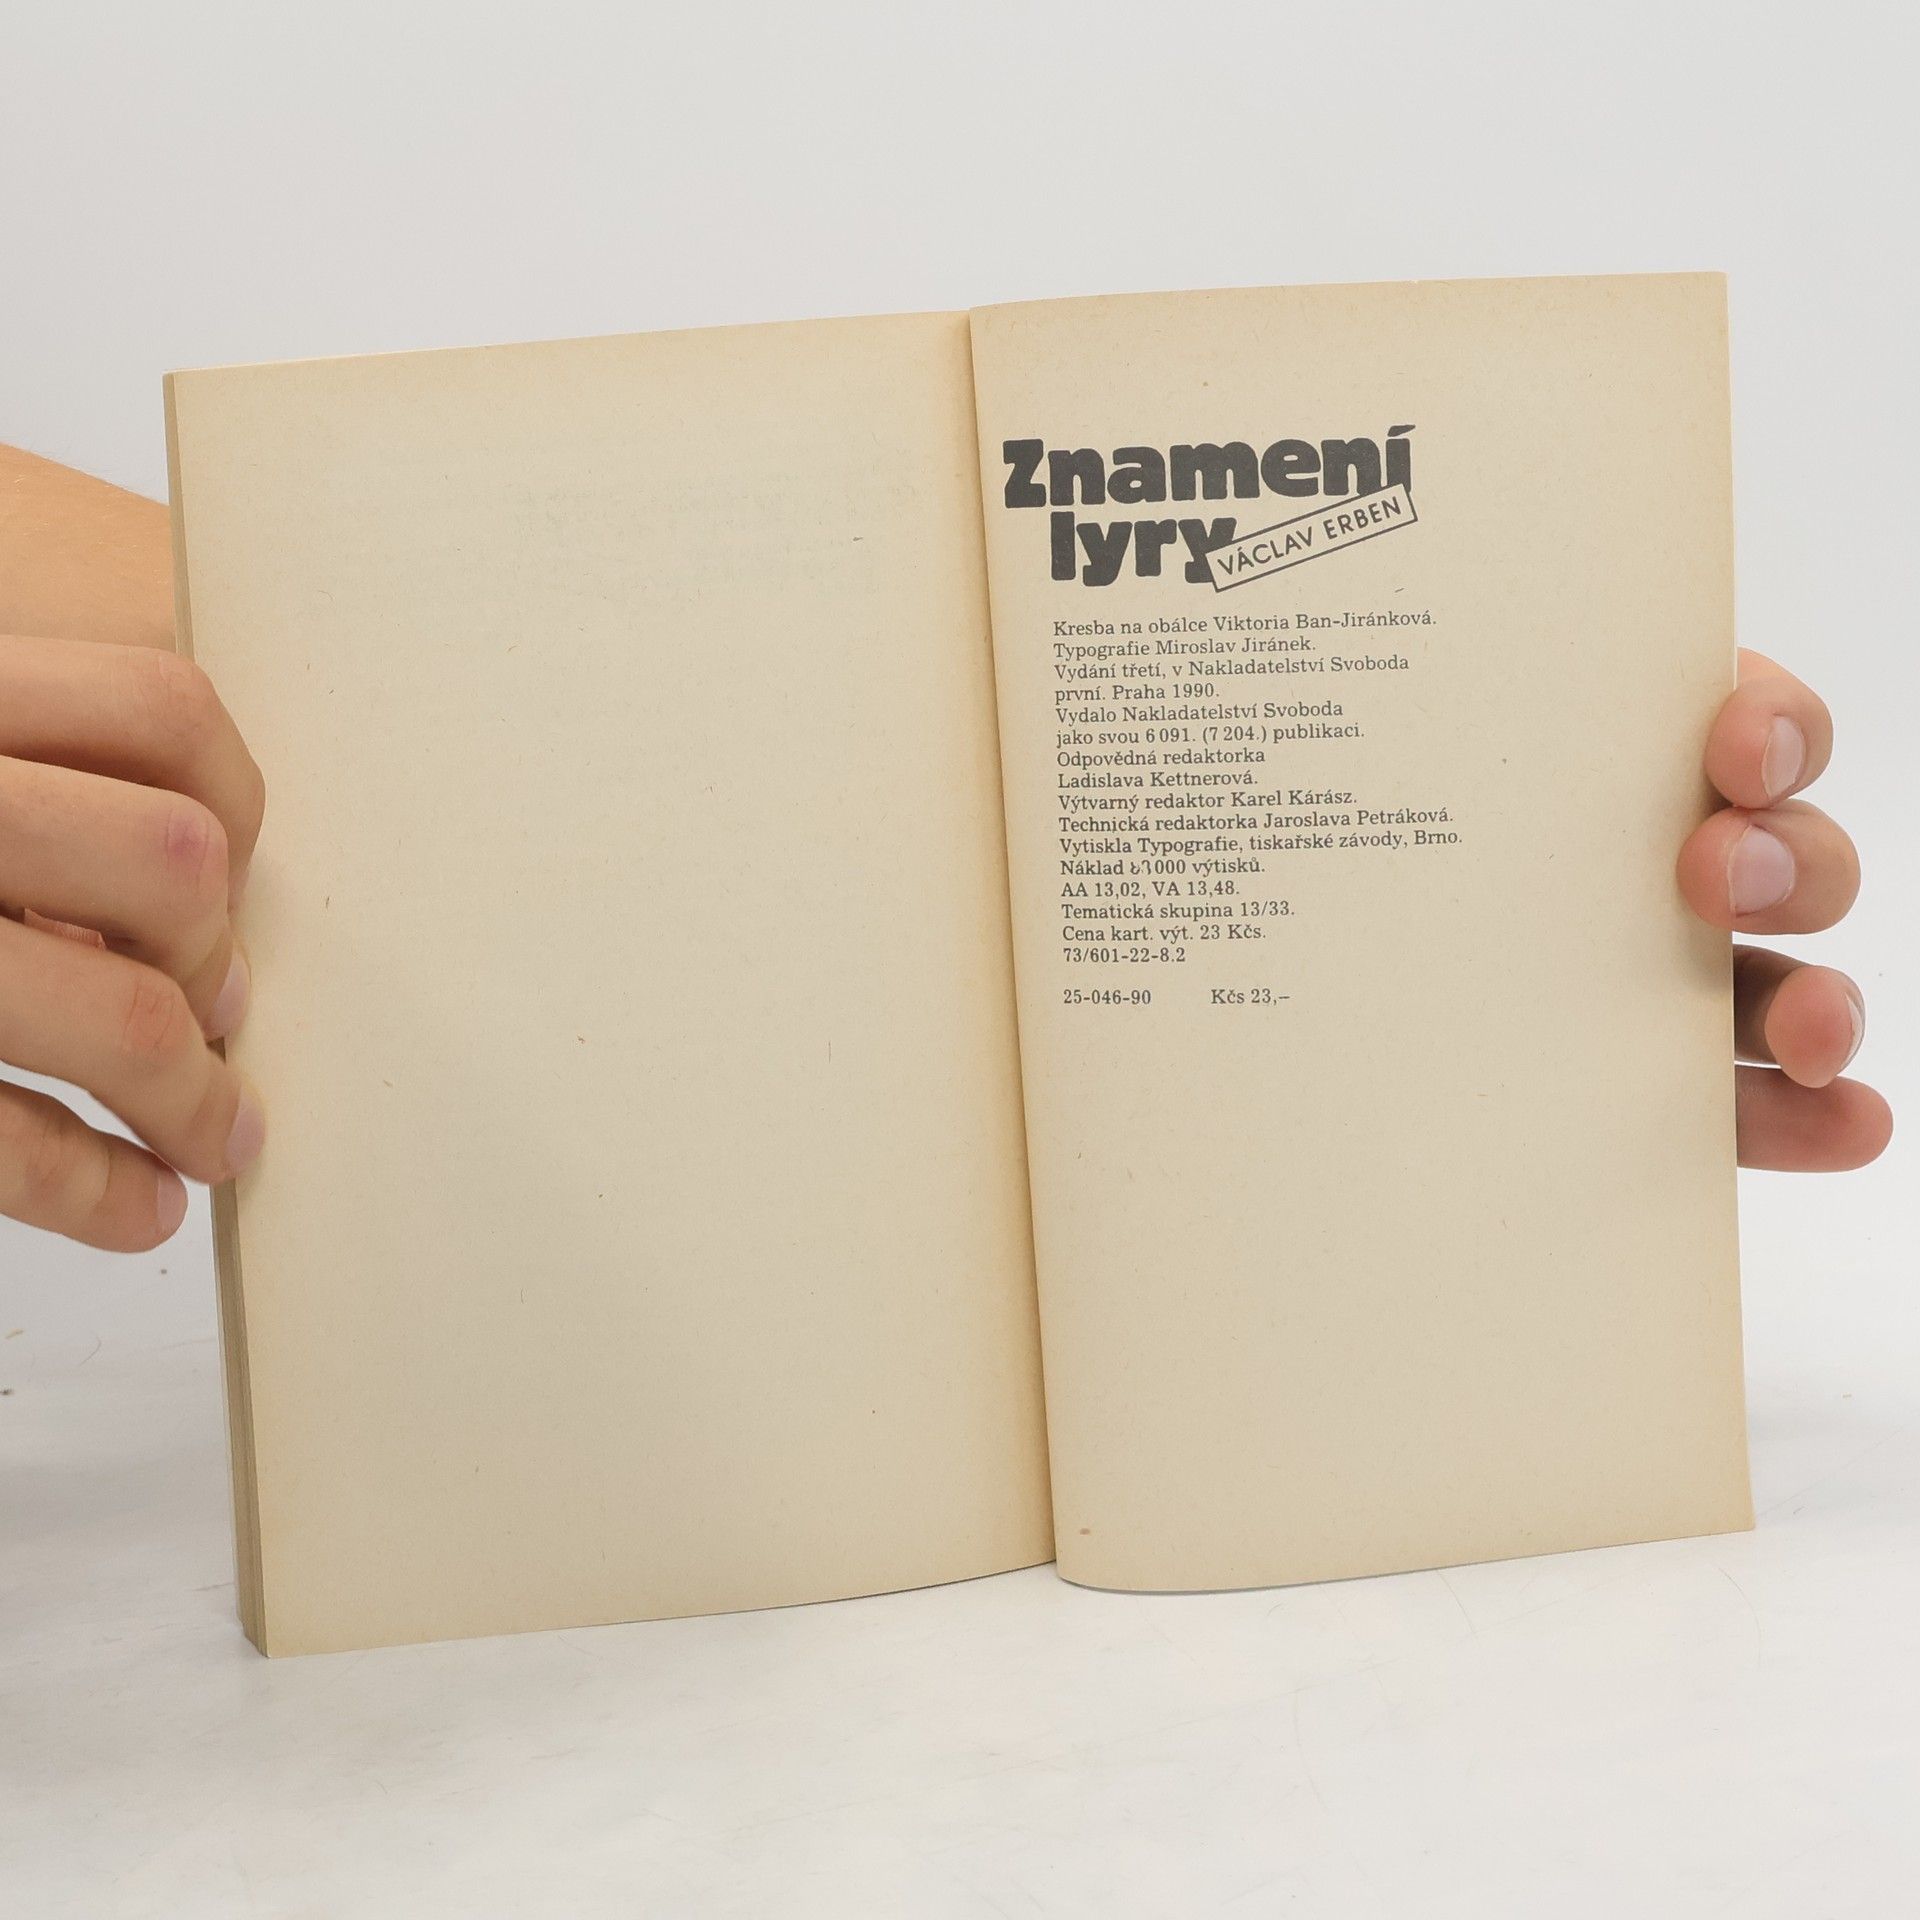 Znamení
lyry
VÁCLAV ERBEN
Kresba na obálce Viktoria Ban-Jiránková.
Typografie Miroslav Jiránek.
Vydání třetí, v Nakladatelství Svoboda
první. Praha 1990.
Vydalo Nakladatelství Svoboda
jako svou 6 091. (7 204.) publikaci.
Odpovědná redaktorka
Ladislava Kettnerová.
Výtvarný redaktor Karel Kárász.
Technická redaktorka Jaroslava Petráková.
Vytiskla Typografie, tiskařské závody, Brno.
Náklad 000 výtisků.
AA 13,02, VA 13,48.
Tematická skupina 13/33.
Cena kart. výt. 23 Kčs.
73/601-22-8.2
25-046-90 Kčs 23,–